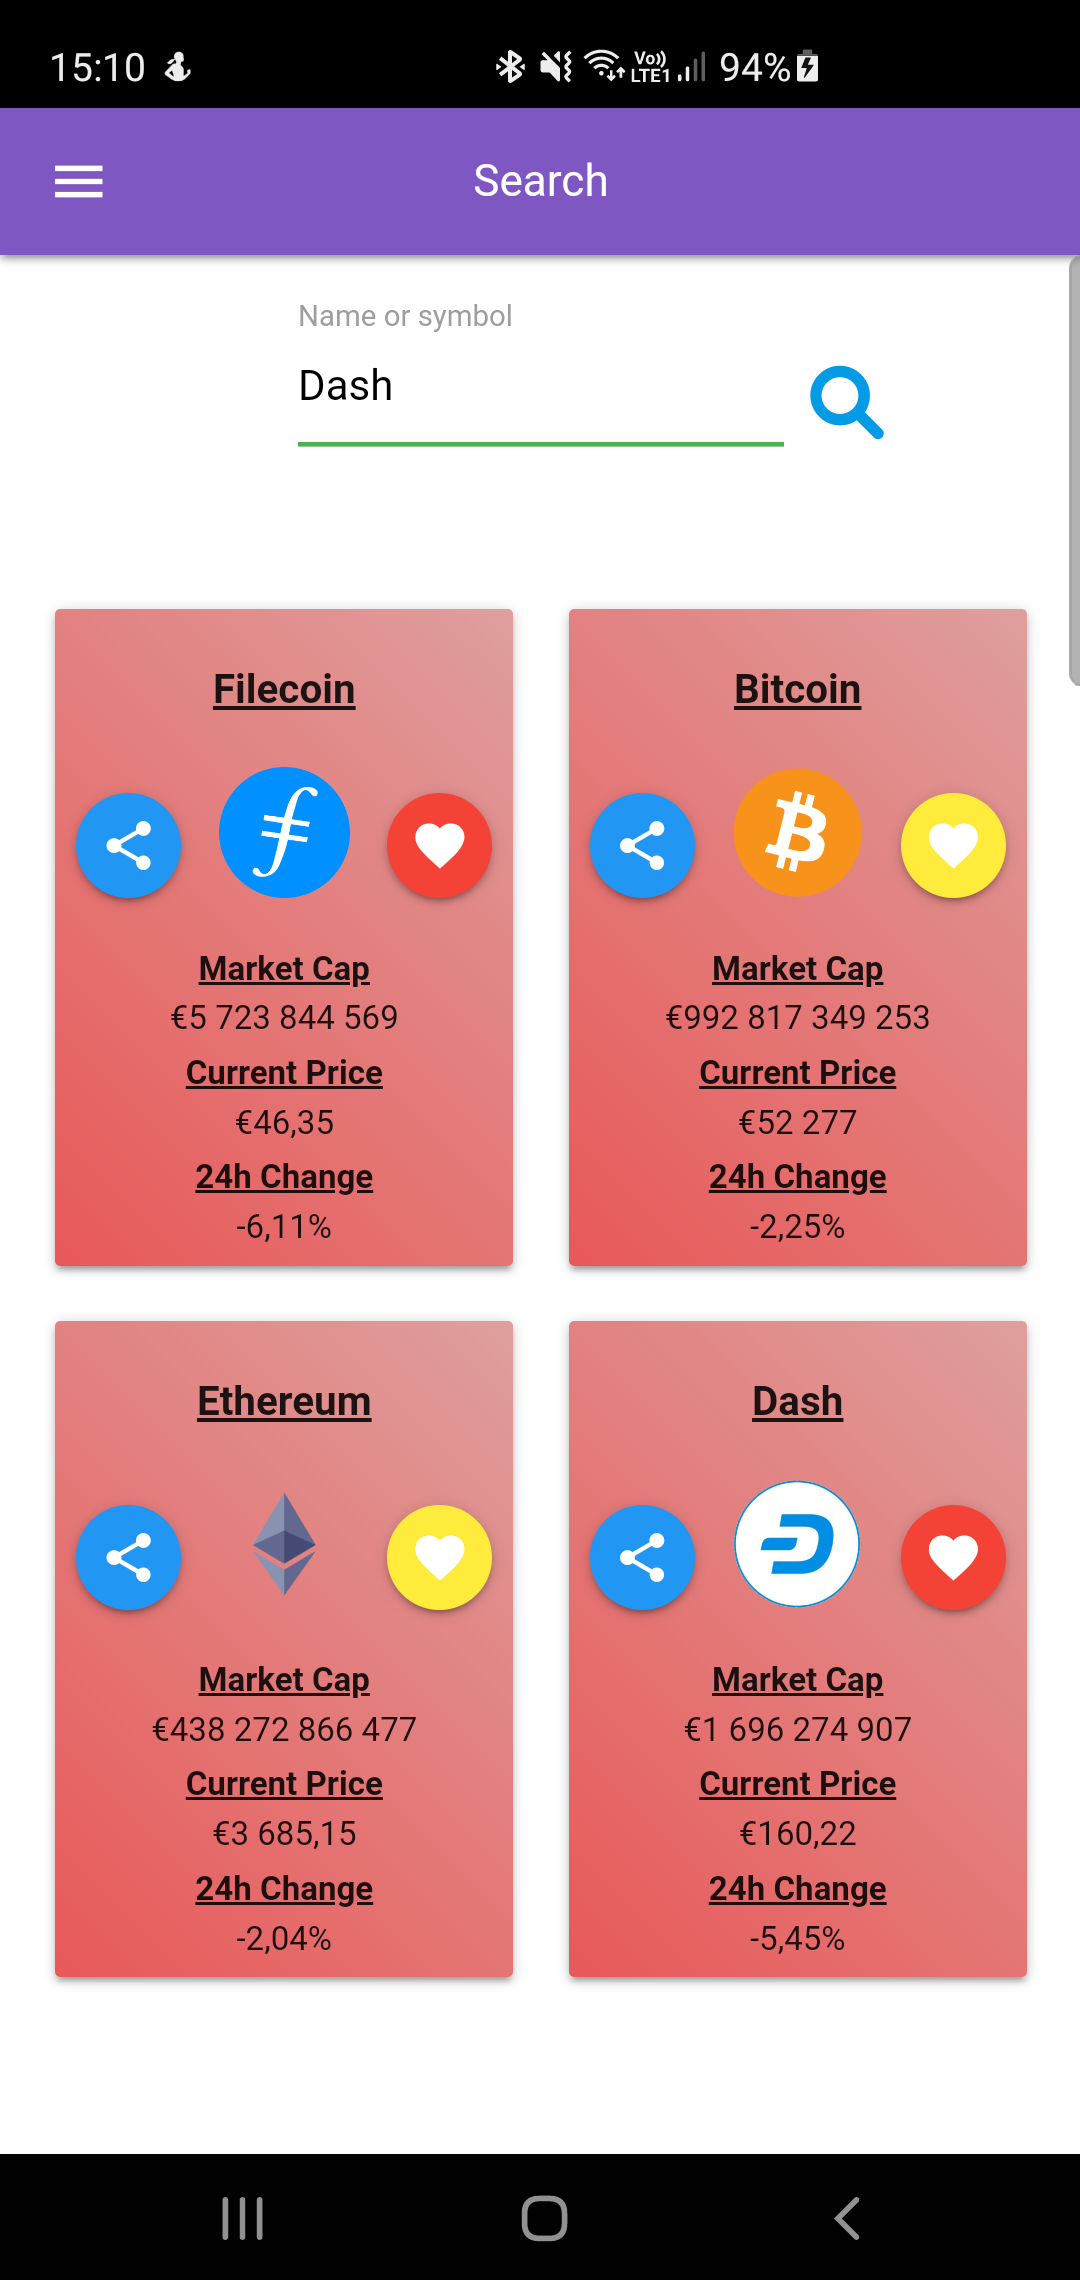 15:10
Vo)) LTE1 94%
Search
Name or symbol
Dash
Filecoin
Market Cap
€5 723 844 569
Current Price
€46,35
24h Change
-6,11%
Bitcoin
Market Cap
€992 817 349 253
Current Price
€52 277
24h Change
-2,25%
Ethereum
Market Cap
€438 272 866 477
Current Price
€3 685,15
24h Change
-2,04%
Dash
Market Cap
€1 696 274 907
Current Price
€160,22
24h Change
-5,45%